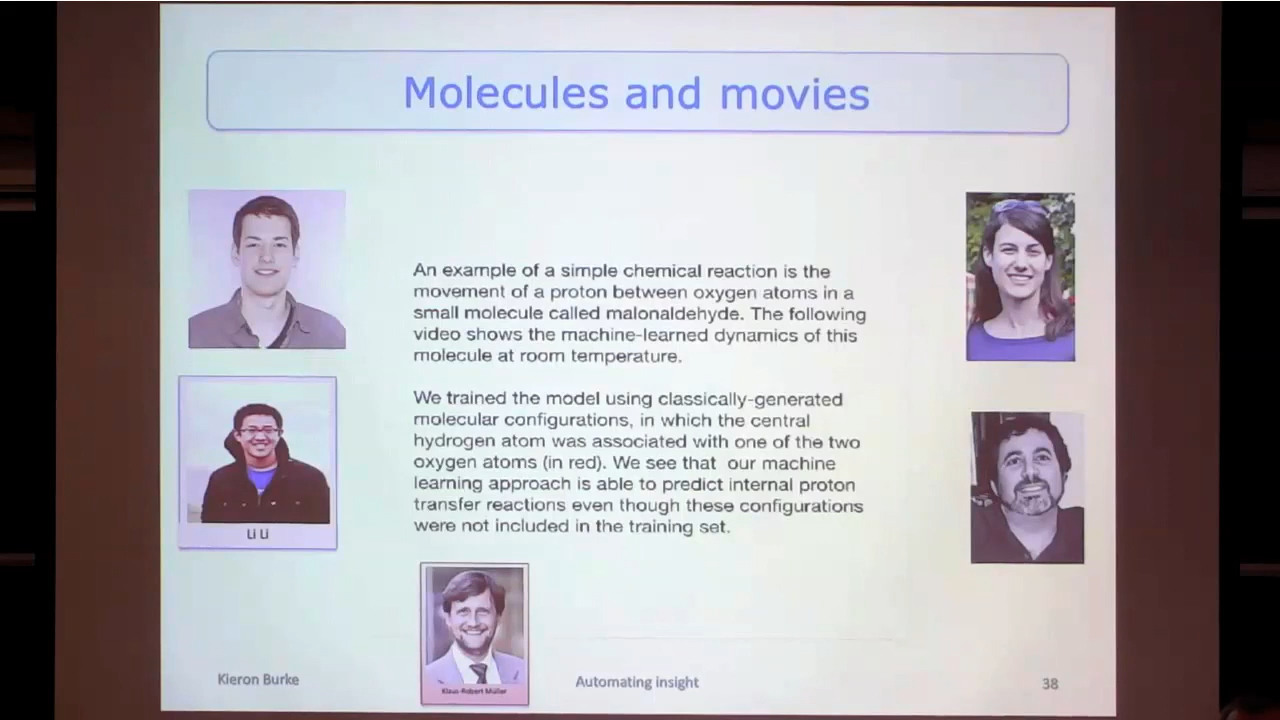 Molecules and movies
An example of a simple chemical reaction is the
movement of a proton between oxygen atoms in a
small molecule called malonaldehyde. The following
video shows the machine-learned dynamics of this
molecule at room temperature.
We trained the model using classically-generated
molecular configurations, in which the central
hydrogen atom was associated with one of the two
oxygen atoms (in red). We see that our machine
learning approach is able to predict internal proton
transfer reactions even though these configurations
were not included in the training set.
Li Li
Klaus-Robert Müller
Kieron Burke
Automating insight
38